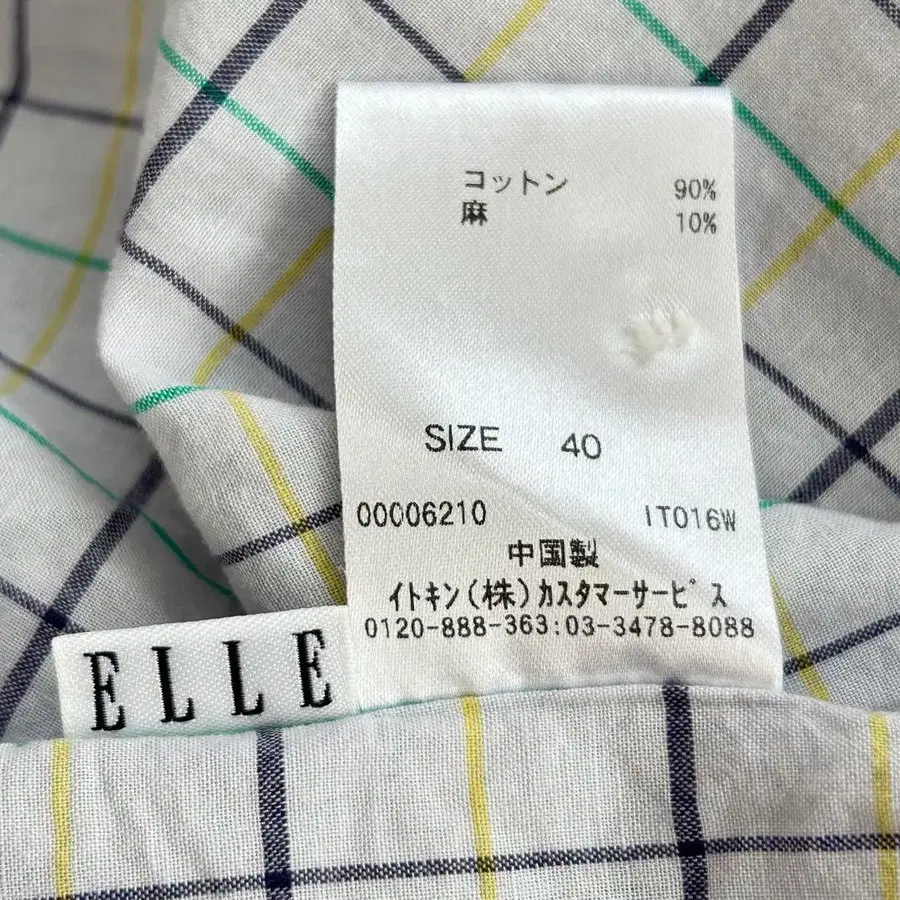 コットン 90%
麻 10%
SIZE 40
00006210 IT016W
中国製
イトキン(株)カスタマーサービス
0120-888-363:03-3478-8088
ELLE